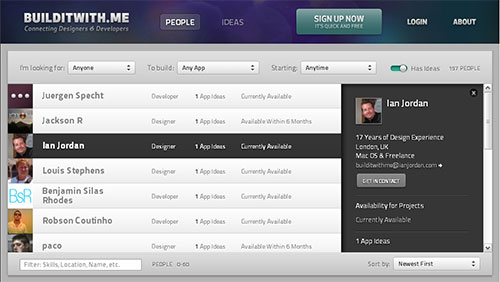 BUILDITWITH.ME
Connecting Designers & Developers
PEOPLE
IDEAS
SIGN UP NOW
IT'S QUICK AND FREE
LOGIN
ABOUT
I'm looking for: Anyone
To build: Any App
Starting: Anytime
Has Ideas
197 PEOPLE
Juergen Specht Developer 1 App Ideas Currently Available
Jackson R Designer 1 App Ideas Available Within 6 Months
Ian Jordan Designer 1 App Ideas Currently Available
Louis Stephens Designer 1 App Ideas Currently Available
B&R
Benjamin Silas
Rhodes
Developer 1 App Ideas Currently Available
Robson Coutinho Developer 1 App Ideas Currently Available
paco Designer 1 App Ideas Available Within 6 Months
Ian Jordan
17 Years of Design Experience
London, UK
Mac OS & Freelance
builditwithme@ianjordan.com
GET IN CONTACT
Availability for Projects
Currently Available
1 App Ideas
Filter: Skills, Location, Name, etc.
PEOPLE 0-60
Sort by: Newest First